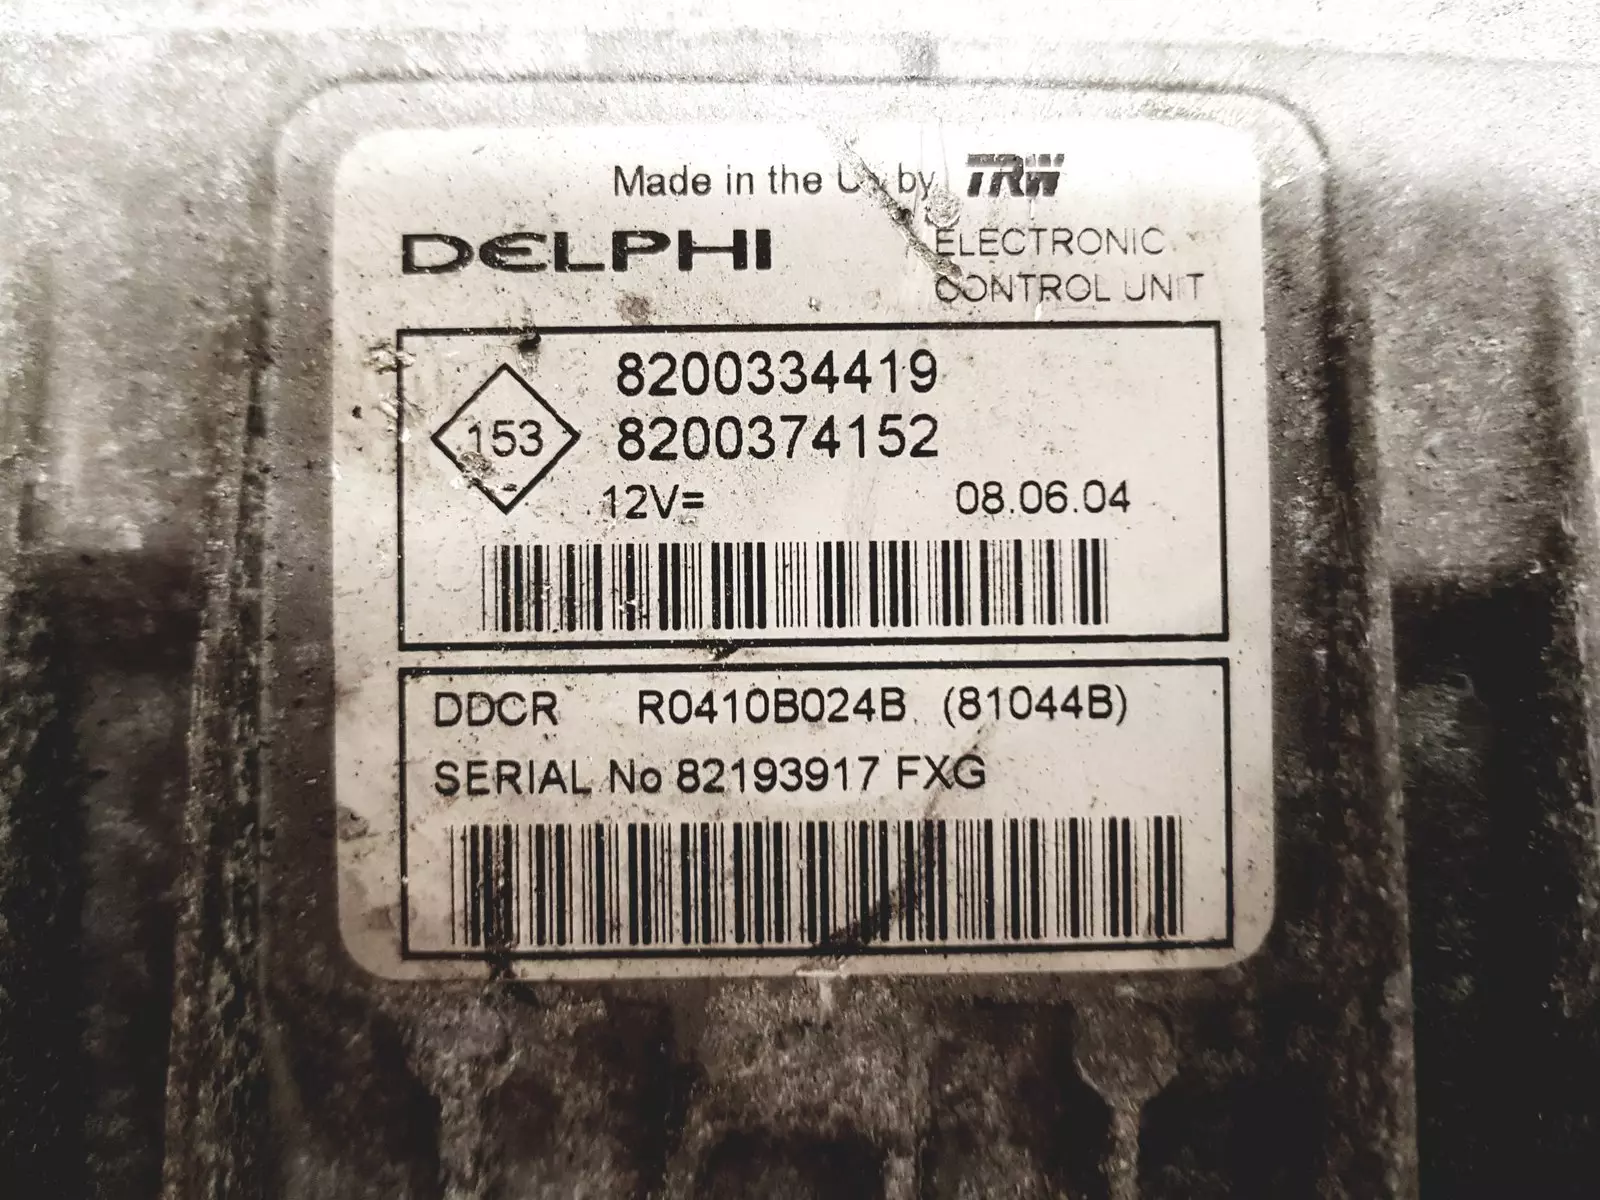 Made in the by TRW
DELPHI
ELECTRONIC
CONTROL UNIT
153
8200334419
8200374152
12V=
08.06.04
DDCR R0410B024B (81044B)
SERIAL No 82193917 FXG